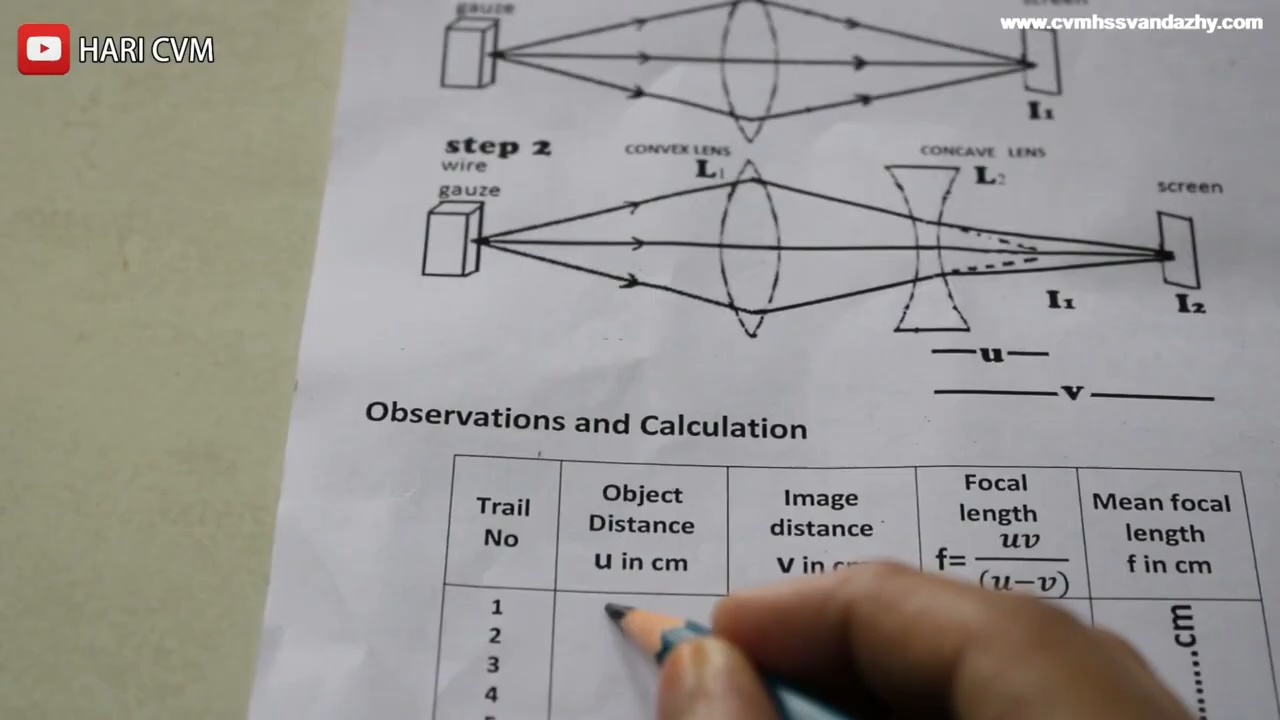 HARI CVM
www.cvmhssvandazhy.com
gauze
screen
I₁
step 2
wire
gauze
CONVEX LENS
L₁
CONCAVE LENS
L₂
screen
I₁
I₂
u
v
Observations and Calculation
Trail
No
Object
Distance
u in cm
Image
distance
v in
Focal
length
f= uv
(u−v)
Mean focal
length
f in cm
1
2
3
4
........cm